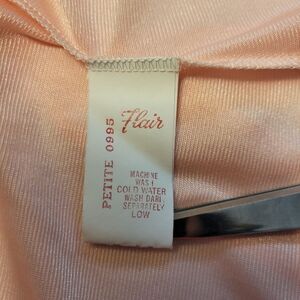 Flair
PETITE 0995
MACHINE
WASH
COLD WATER
WASH DARK
SEPARATELY
LOW